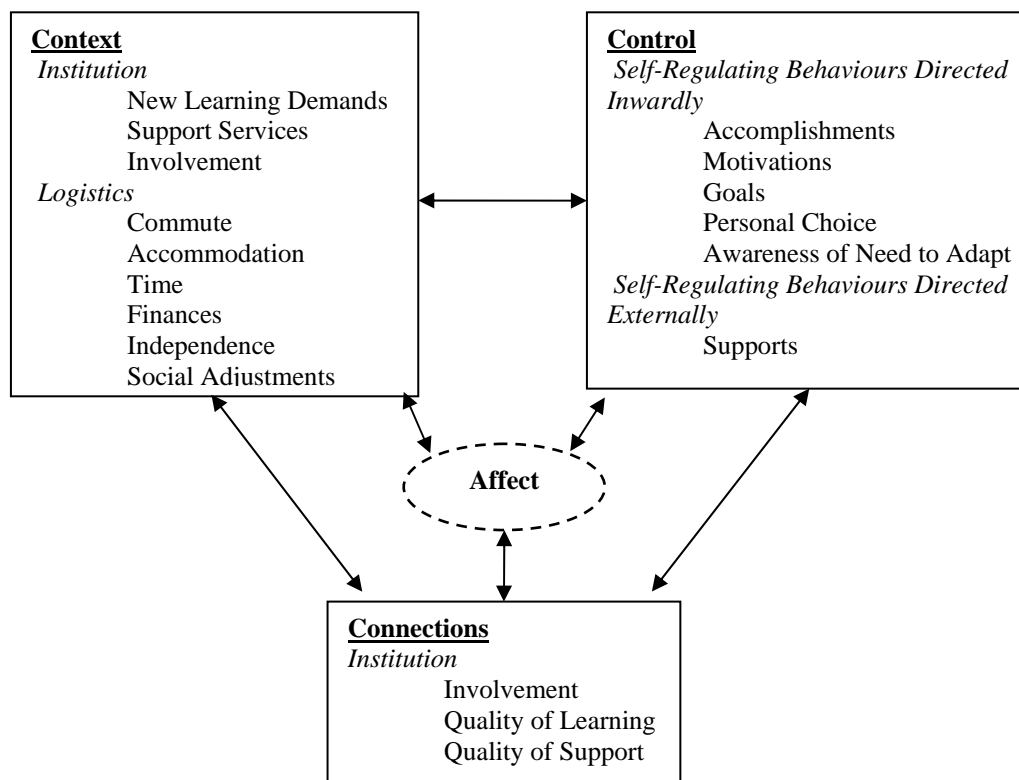 Context
Institution
New Learning Demands
Support Services
Involvement
Logistics
Commute
Accommodation
Time
Finances
Independence
Social Adjustments
Control
Self-Regulating Behaviours Directed
Inwardly
Accomplishments
Motivations
Goals
Personal Choice
Awareness of Need to Adapt
Self-Regulating Behaviours Directed
Externally
Supports
Affect
Connections
Institution
Involvement
Quality of Learning
Quality of Support